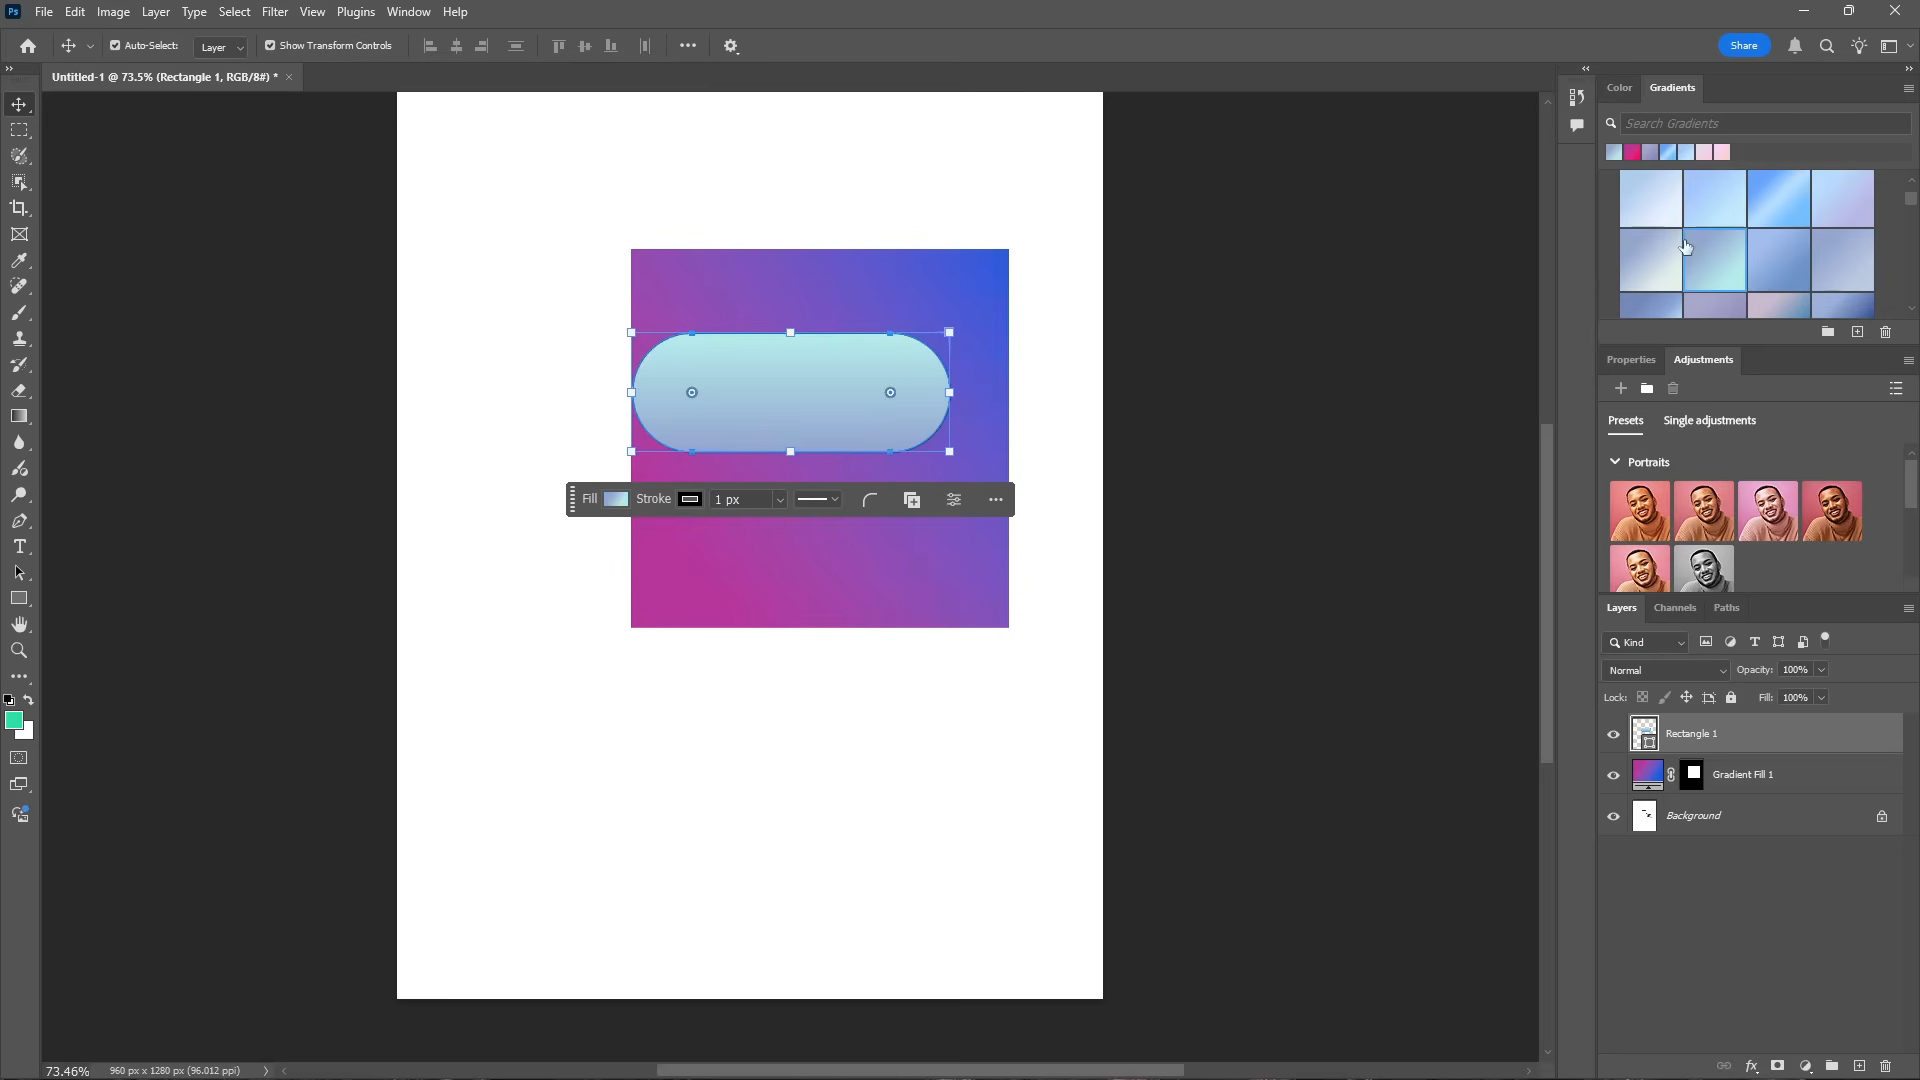 Ps File Edit Image Layer Type Select Filter View Plugins Window Help
Auto-Select: Layer Show Transform Controls Share
Untitled-1 @ 73.5% (Rectangle 1, RGB/8#) *
Color Gradients
Search Gradients
Fill Stroke 1 px
Properties Adjustments
Presets Single adjustments
Portraits
Layers Channels Paths
Kind
Normal Opacity: 100%
Lock: Fill: 100%
Rectangle 1
Gradient Fill 1
Background
73.46% 960 px x 1280 px (96.012 ppi)